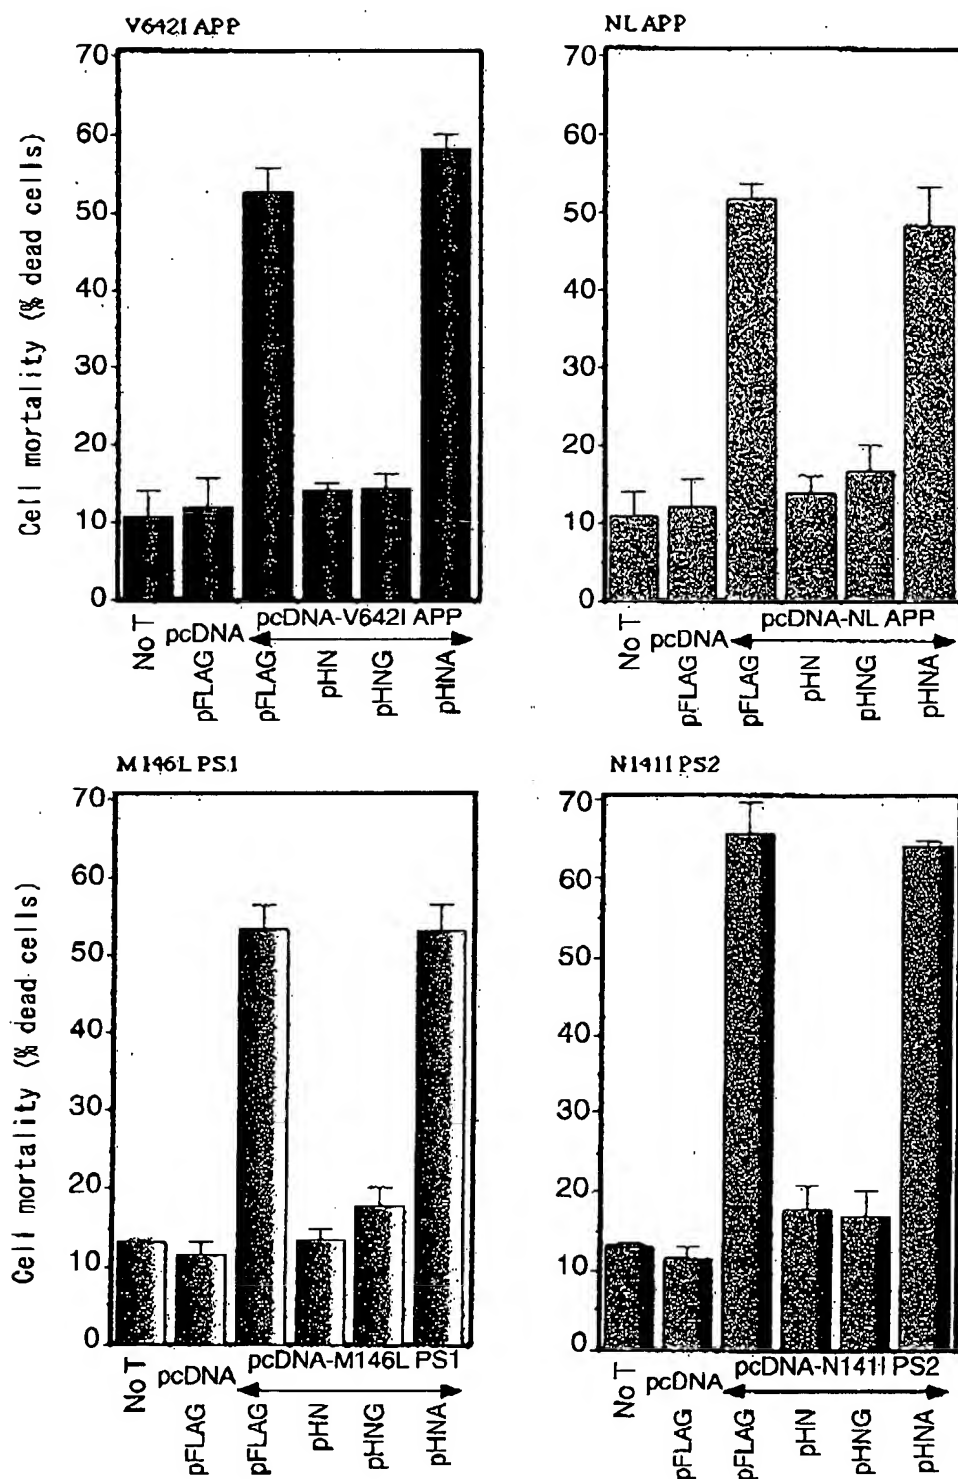 V642I APP
Cell mortality (% dead cells)
70
60
50
40
30
20
10
0
No T
pcDNA
pcDNA-V642I APP
pFLAG
pFLAG
pHN
pHNG
pHNA
NL APP
70
60
50
40
30
20
10
0
No T
pcDNA
pcDNA-NL APP
pFLAG
pFLAG
pHN
pHNG
pHNA
M146L PS1
Cell mortality (% dead cells)
70
60
50
40
30
20
10
0
No T
pcDNA
pcDNA-M146L PS1
pFLAG
pFLAG
pHN
pHNG
pHNA
N141I PS2
70
60
50
40
30
20
10
0
No T
pcDNA
pcDNA-N141I PS2
pFLAG
pFLAG
pHN
pHNG
pHNA